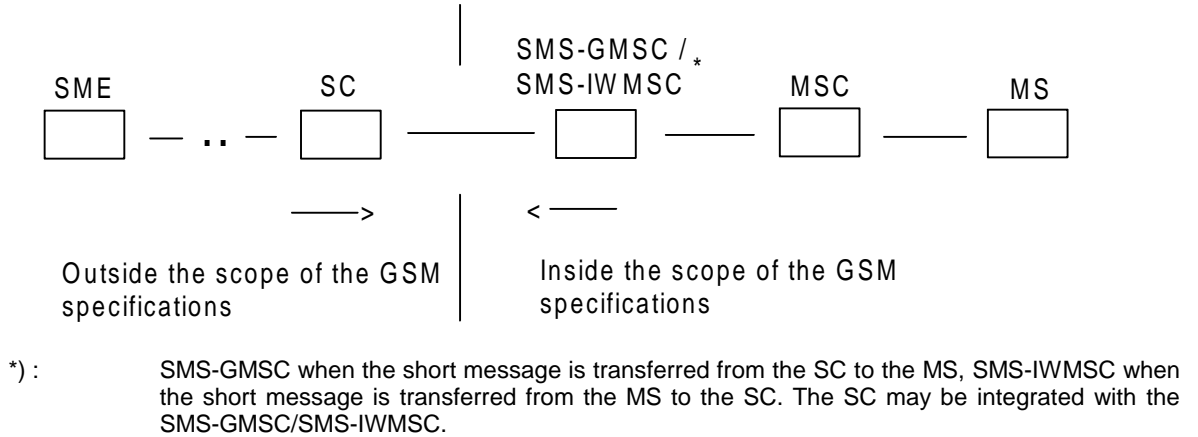 SMS-GMSC / *
SME SC SMS-IWMSC MSC MS
Outside the scope of the GSM
specifications
Inside the scope of the GSM
specifications
*) : SMS-GMSC when the short message is transferred from the SC to the MS, SMS-IWMSC when
the short message is transferred from the MS to the SC. The SC may be integrated with the
SMS-GMSC/SMS-IWMSC.